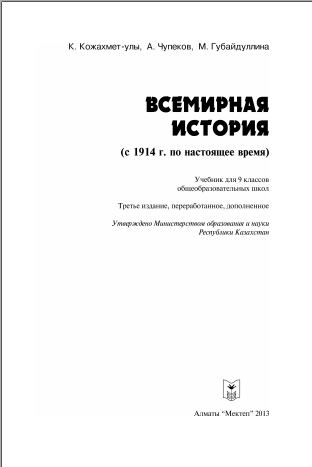 К. Кожахмет-улы, А. Чупеков, М. Губайдуллина
ВСЕМИРНАЯ
ИСТОРИЯ
(с 1914 г. по настоящее время)
Учебник для 9 классов
общеобразовательных школ
Третье издание, переработанное, дополненное
Утверждено Министерством образования и науки
Республики Казахстан
Алматы “Мектеп” 2013